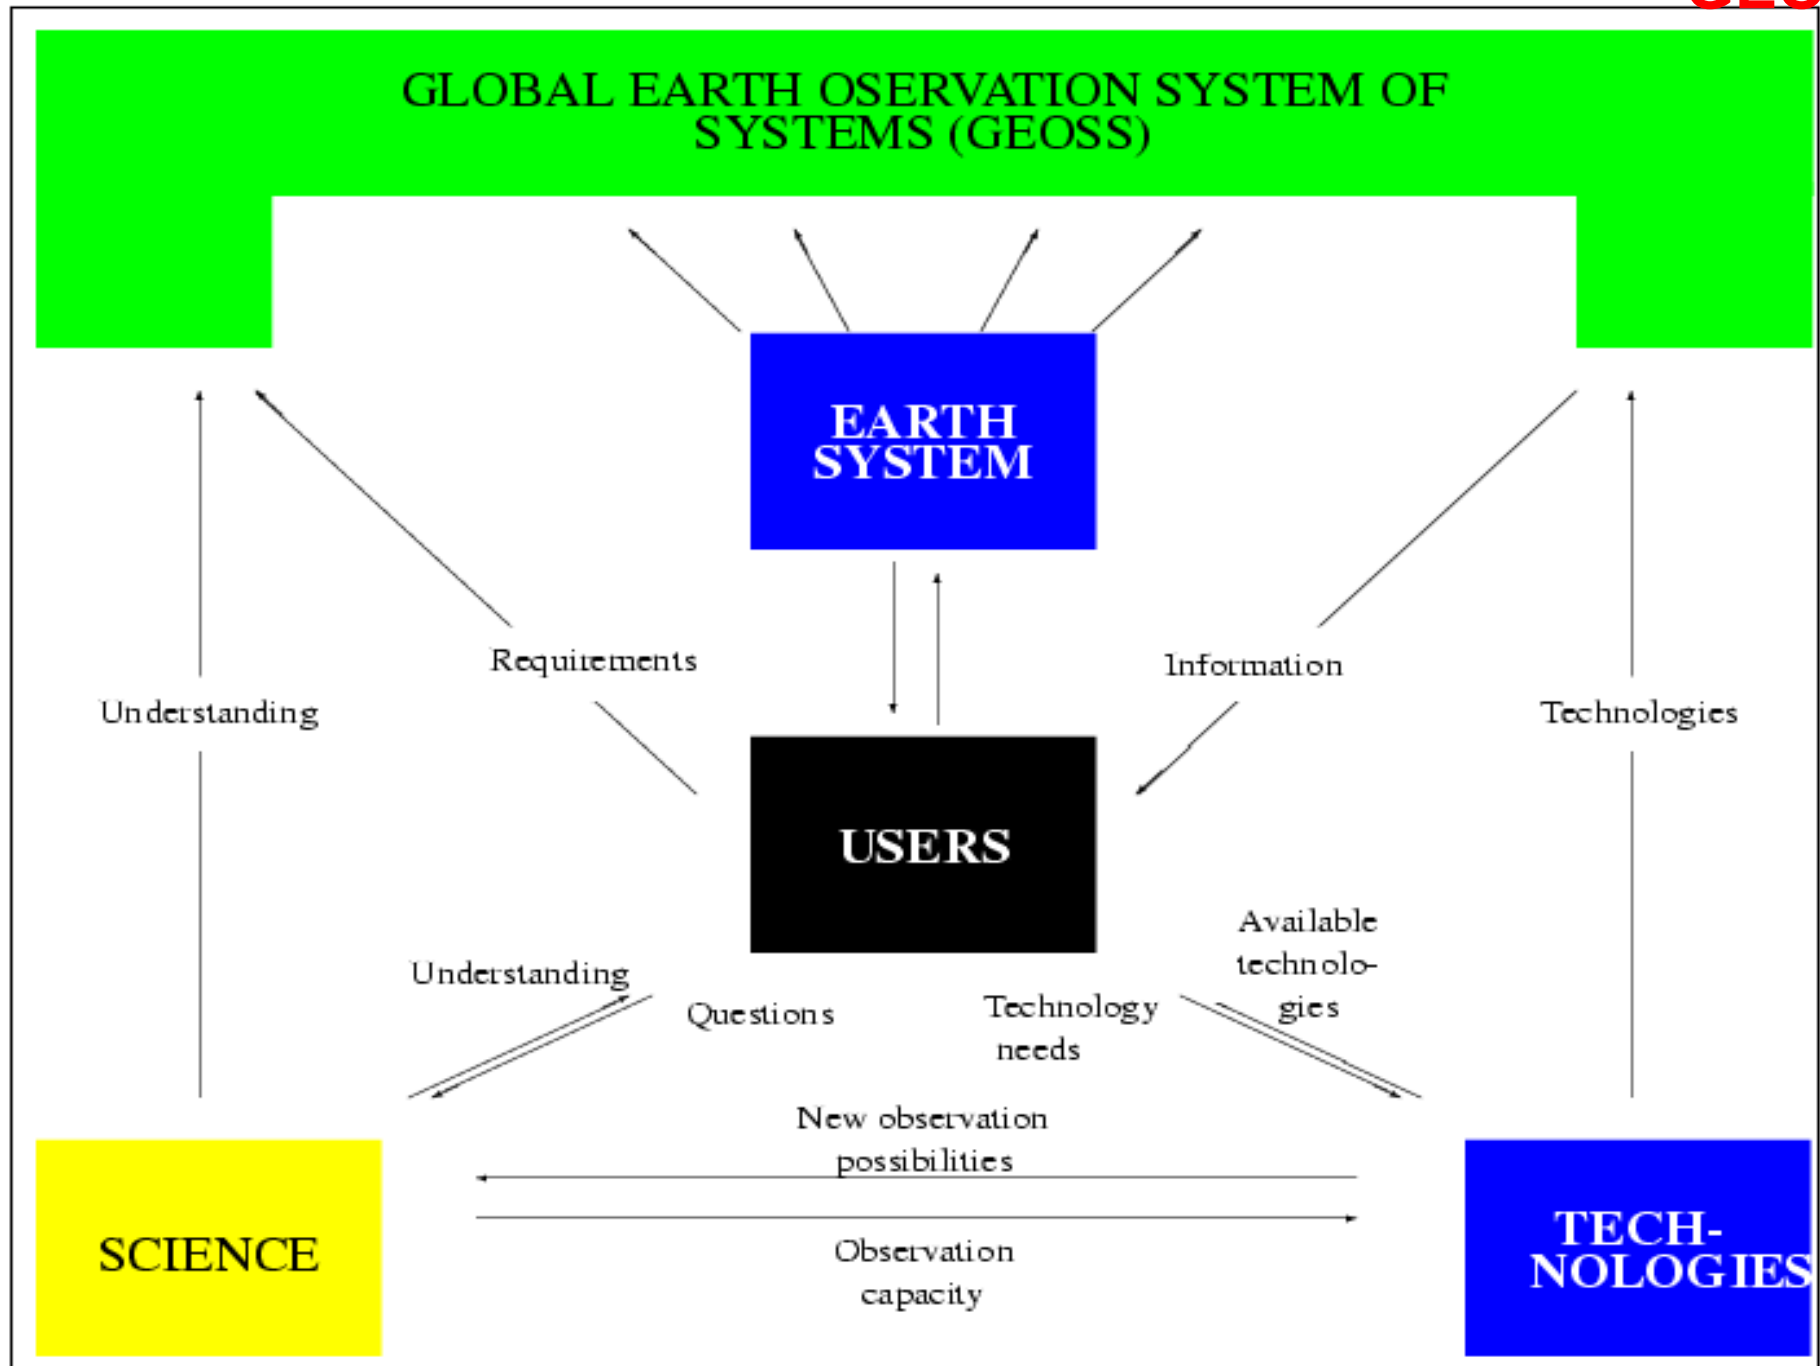 GLOBAL EARTH OSERVATION SYSTEM OF
SYSTEMS (GEOSS)
EARTH
SYSTEM
Requirements
Information
Understanding
Technologies
USERS
Available
technolo-
gies
Understanding
Questions
Technology
needs
New observation
possibilities
SCIENCE
TECH-
NOLOGIES
Observation
capacity